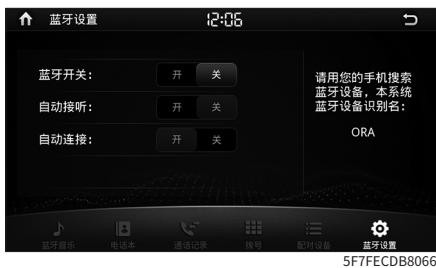 蓝牙设置
12:06
蓝牙开关： 开 关
自动接听： 开 关
自动连接： 开 关
请用您的手机搜索
蓝牙设备，本系统
蓝牙设备识别名：
ORA
蓝牙音乐 电话本 通话记录 拨号 配对设备 蓝牙设置
5F7FECDB8066